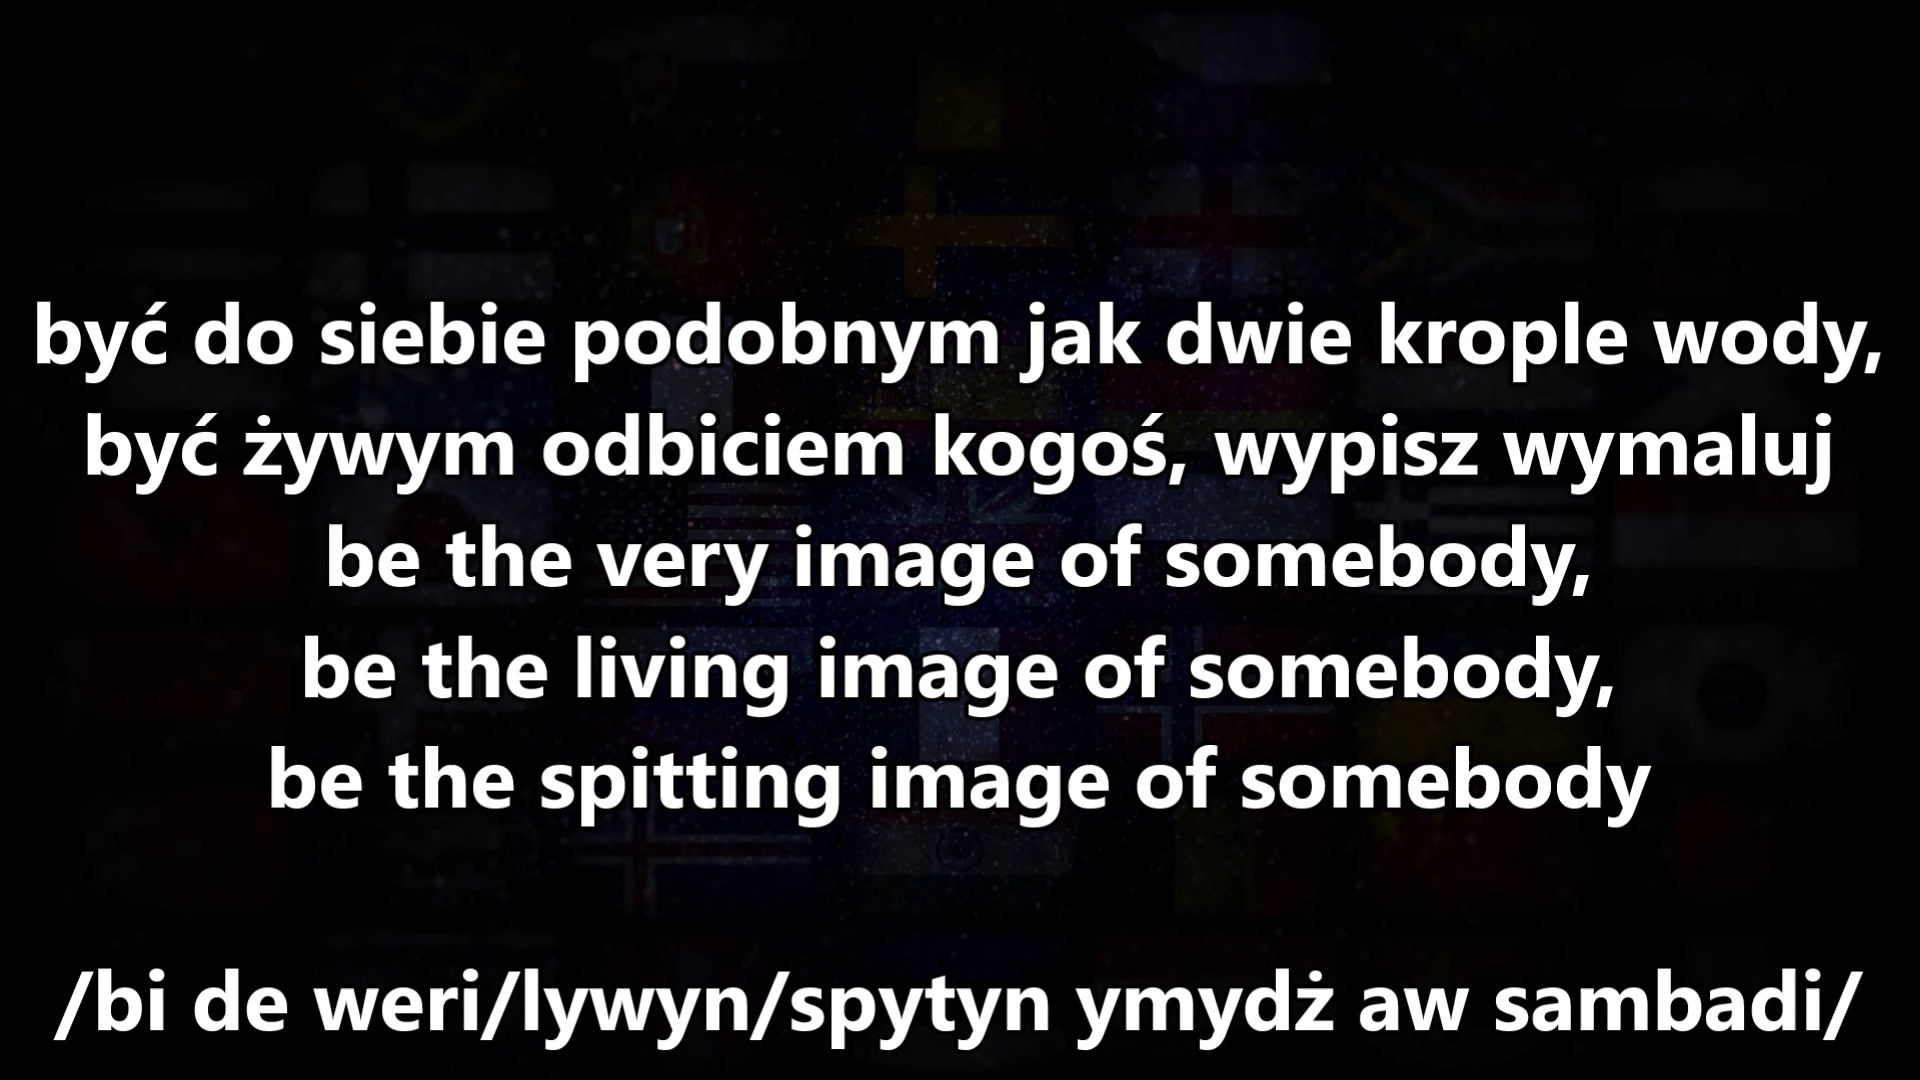 być do siebie podobnym jak dwie krople wody,
być żywym odbiciem kogoś, wypisz wymaluj
be the very image of somebody,
be the living image of somebody,
be the spitting image of somebody
/bi de weri/lywyn/spytyn ymydż aw sambadi/